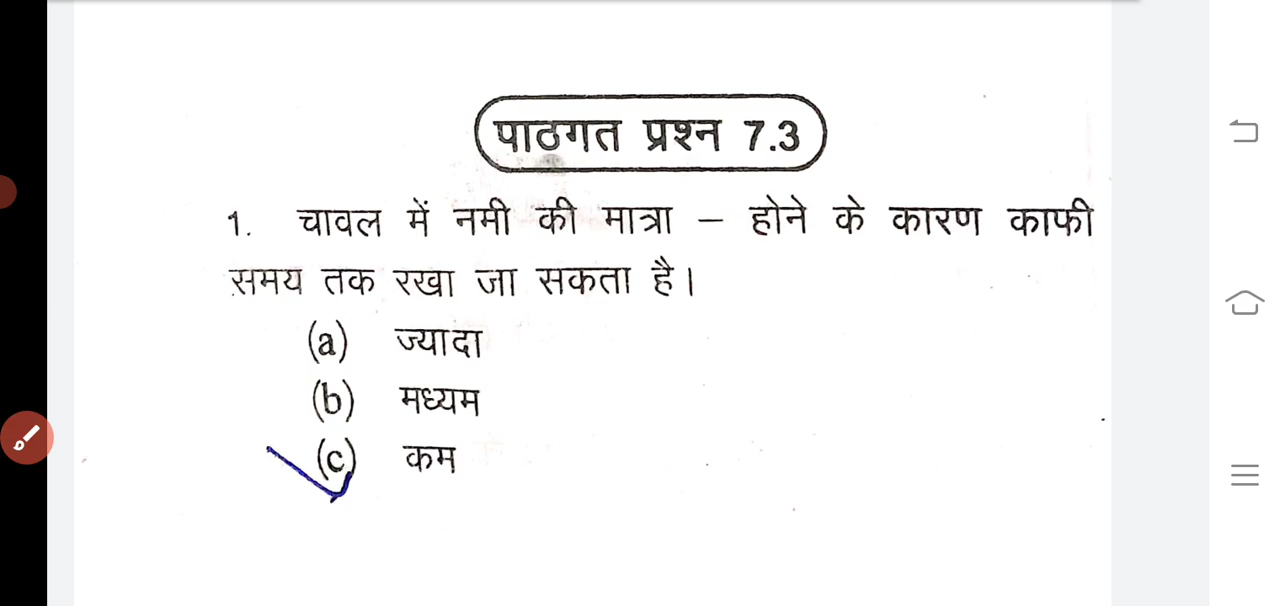 पाठगत प्रश्न 7.3
1. चावल में नमी की मात्रा – होने के कारण काफी
समय तक रखा जा सकता है।
(a) ज्यादा
(b) मध्यम
(c) कम